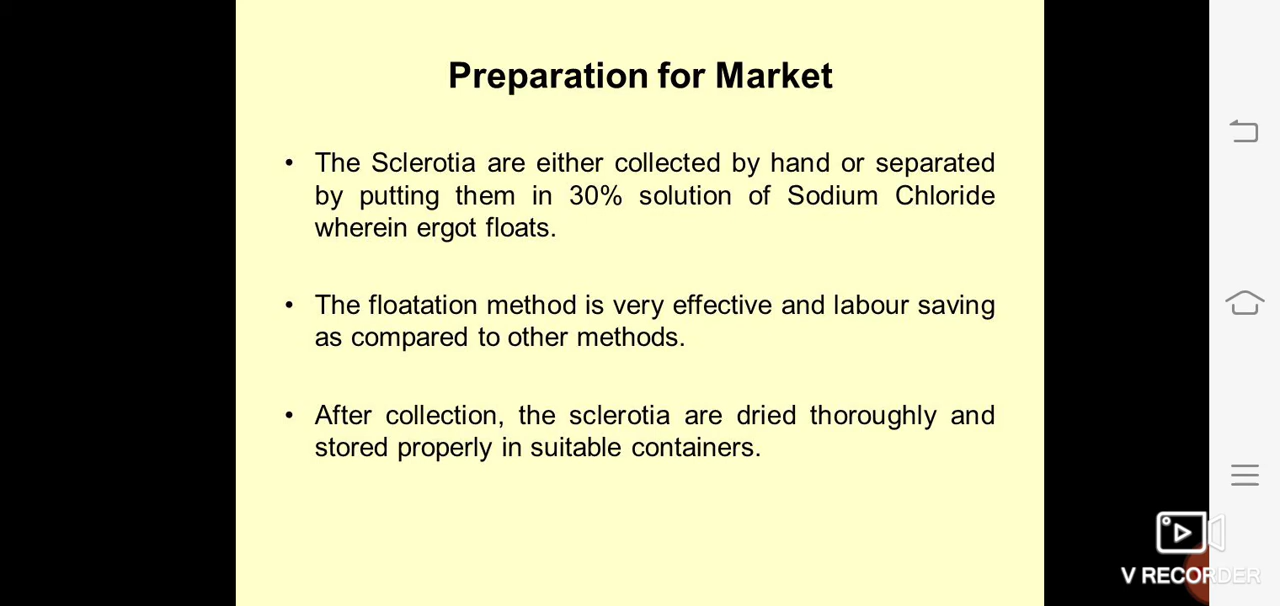 Preparation for Market
• The Sclerotia are either collected by hand or separated
by putting them in 30% solution of Sodium Chloride
wherein ergot floats.
• The floatation method is very effective and labour saving
as compared to other methods.
• After collection, the sclerotia are dried thoroughly and
stored properly in suitable containers.
V RECORDER